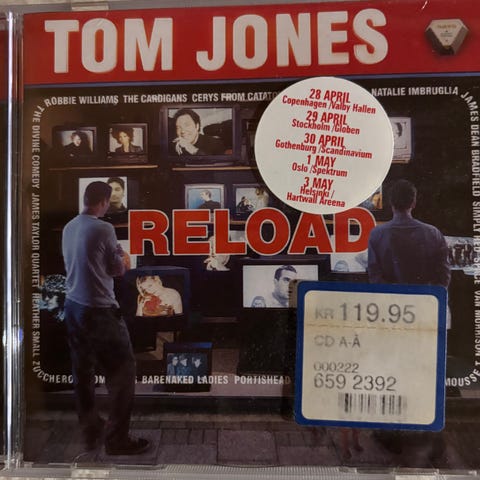 TOM JONES
ROBBIE WILLIAMS THE CARDIGANS CERYS FROM
NATALIE IMBRUGLIA
JAMES DEAN BRADFIELD SIMPLY
VAN MORRISON
THE DIVINE COMEDY JAMES TAYLOR QUARTET HEATHER SMALL
ZUCCHERO
BARENAKED LADIES PORTISHEAD
28 APRIL
Copenhagen /Valby Hallen
29 APRIL
Stockholm /Globen
30 APRIL
Gothenburg /Scandinavium
1 MAY
Oslo /Spektrum
3 MAY
Helsinki /
Hartwall Areena
RELOAD
KR 119.95
CD A-Å
000222
659 2392